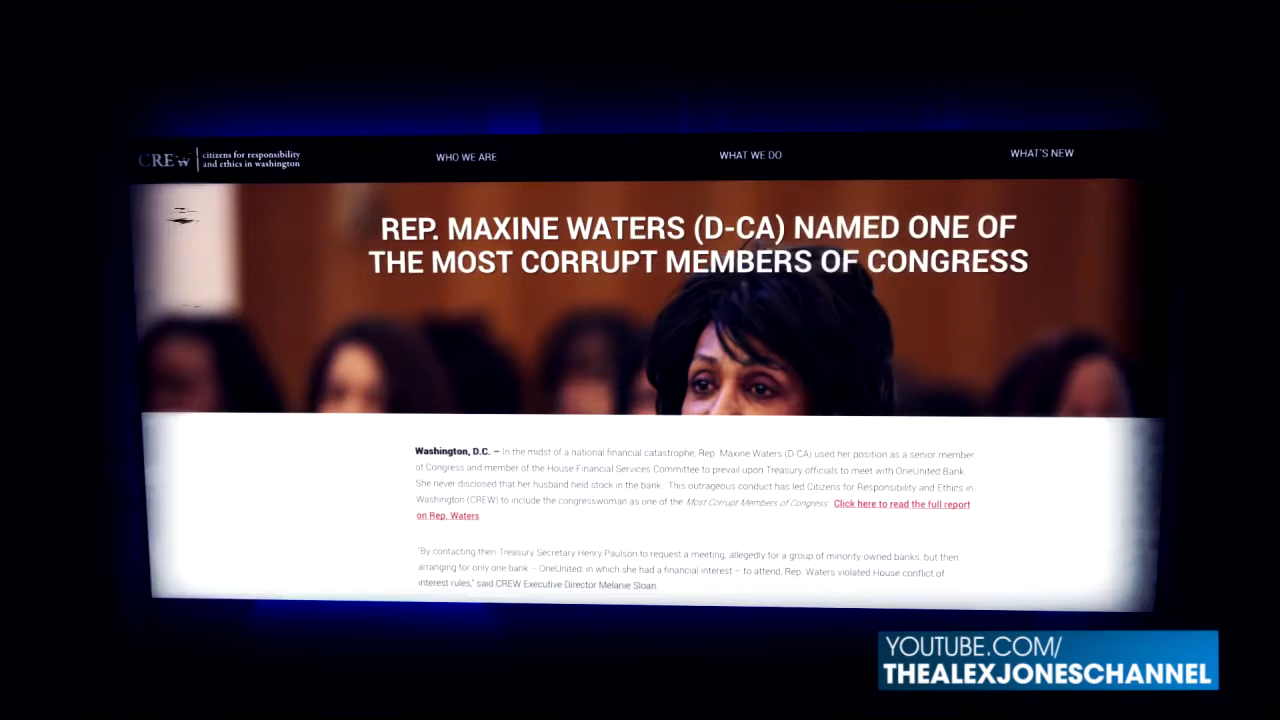 CREW citizens for responsibility
and ethics in washington
WHO WE ARE
WHAT WE DO
WHAT'S NEW
REP. MAXINE WATERS (D-CA) NAMED ONE OF
THE MOST CORRUPT MEMBERS OF CONGRESS
Washington, D.C. – In the midst of a national financial catastrophe, Rep. Maxine Waters (D-CA) used her position as a senior member
of Congress and member of the House Financial Services Committee to prevail upon Treasury officials to meet with OneUnited Bank.
She never disclosed that her husband held stock in the bank. This outrageous conduct has led Citizens for Responsibility and Ethics in
Washington (CREW) to include the congresswoman as one of the Most Corrupt Members of Congress. Click here to read the full report
on Rep. Waters
"By contacting then Treasury Secretary Henry Paulson to request a meeting, allegedly for a group of minority owned banks, but then
arranging for only one bank – OneUnited, in which she had a financial interest – to attend, Rep. Waters violated House conflict of
interest rules," said CREW Executive Director Melanie Sloan.
YOUTUBE.COM/
THEALEXJONESCHANNEL